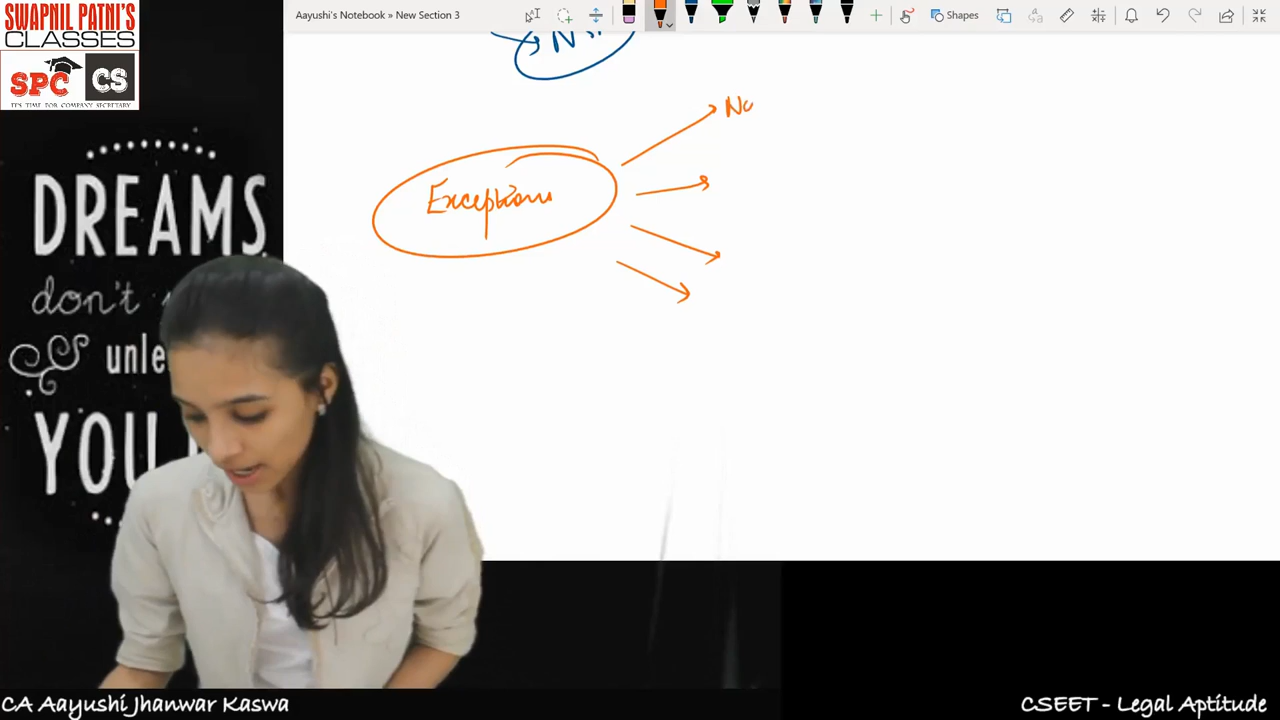 SWAPNIL PATNI'S
CLASSES
SPC CS
IT'S TIME FOR COMPANY SECRETARY
Aayushi's Notebook » New Section 3
Shapes
No
Exceptions
DREAMS
don't
unle
YOU
CA Aayushi Jhanwar Kaswa
CSEET - Legal Aptitude